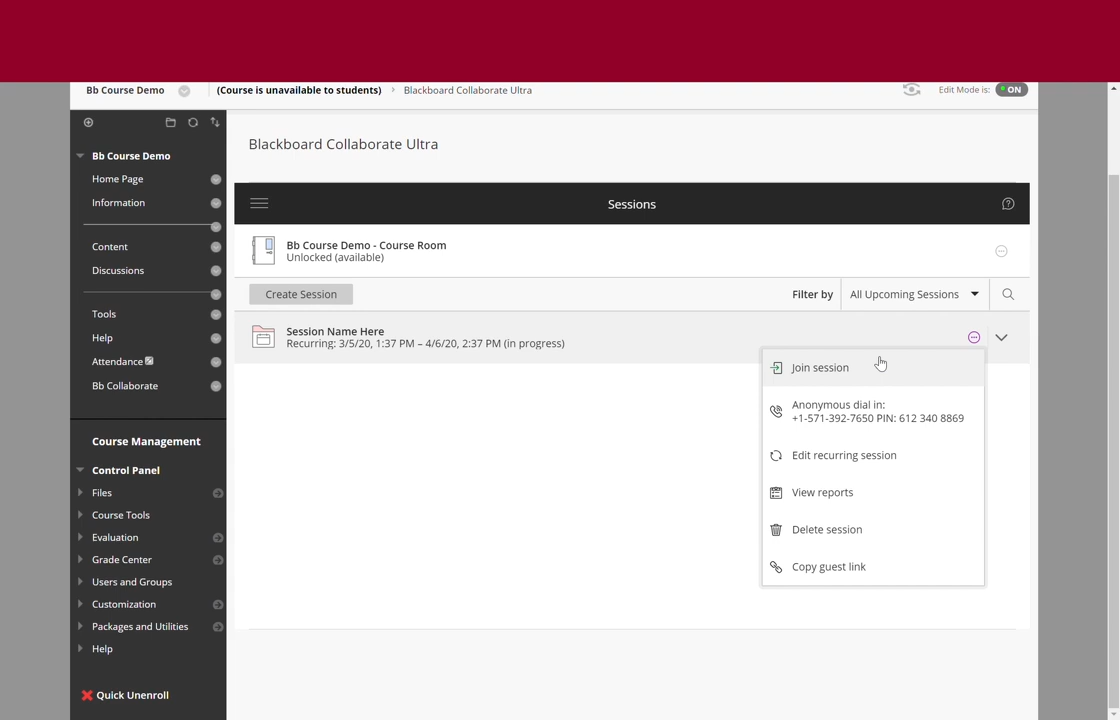 Bb Course Demo (Course is unavailable to students) > Blackboard Collaborate Ultra Edit Mode is: ON
Bb Course Demo
Home Page
Information
Content
Discussions
Tools
Help
Attendance
Bb Collaborate
Course Management
Control Panel
Files
Course Tools
Evaluation
Grade Center
Users and Groups
Customization
Packages and Utilities
Help
Quick Unenroll
Blackboard Collaborate Ultra
Sessions
Bb Course Demo - Course Room
Unlocked (available)
Create Session Filter by All Upcoming Sessions
Session Name Here
Recurring: 3/5/20, 1:37 PM – 4/6/20, 2:37 PM (in progress)
Join session
Anonymous dial in:
+1-571-392-7650 PIN: 612 340 8869
Edit recurring session
View reports
Delete session
Copy guest link